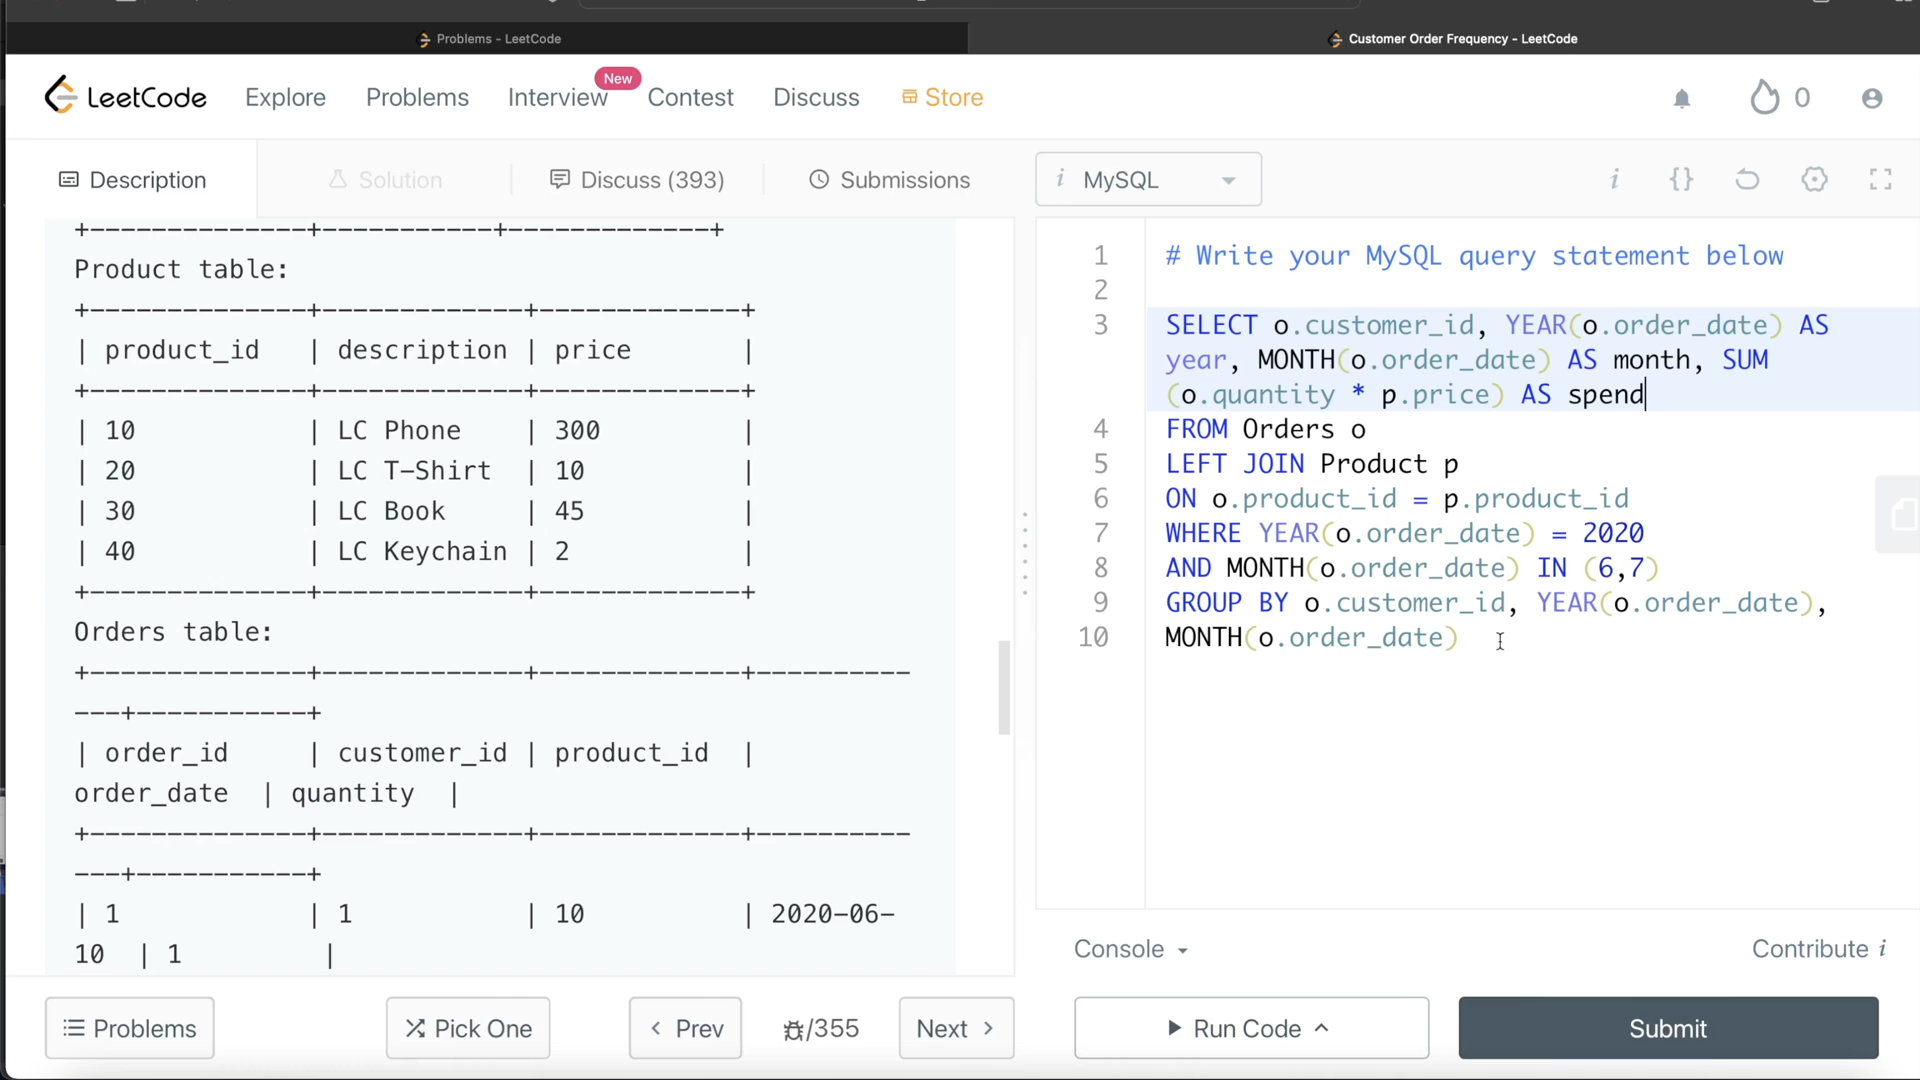 Problems - LeetCode
Customer Order Frequency - LeetCode
LeetCode Explore Problems Interview New Contest Discuss Store 0
Description Solution Discuss (393) Submissions
i MySQL i {}
+--------------+-----------+-------------+
Product table:
+--------------+-------------+-------------+
| product_id | description | price |
+--------------+-------------+-------------+
| 10 | LC Phone | 300 |
| 20 | LC T-Shirt | 10 |
| 30 | LC Book | 45 |
| 40 | LC Keychain | 2 |
+--------------+-------------+-------------+
Orders table:
+--------------+-------------+-------------+----------
---+-----------+
| order_id | customer_id | product_id |
order_date | quantity |
+--------------+-------------+-------------+----------
---+-----------+
| 1 | 1 | 10 | 2020-06-
10 | 1 |
1 # Write your MySQL query statement below
2
3 SELECT o.customer_id, YEAR(o.order_date) AS
year, MONTH(o.order_date) AS month, SUM
(o.quantity * p.price) AS spend
4 FROM Orders o
5 LEFT JOIN Product p
6 ON o.product_id = p.product_id
7 WHERE YEAR(o.order_date) = 2020
8 AND MONTH(o.order_date) IN (6,7)
9 GROUP BY o.customer_id, YEAR(o.order_date),
10 MONTH(o.order_date)
Console Contribute i
Problems Pick One < Prev /355 Next > Run Code Submit